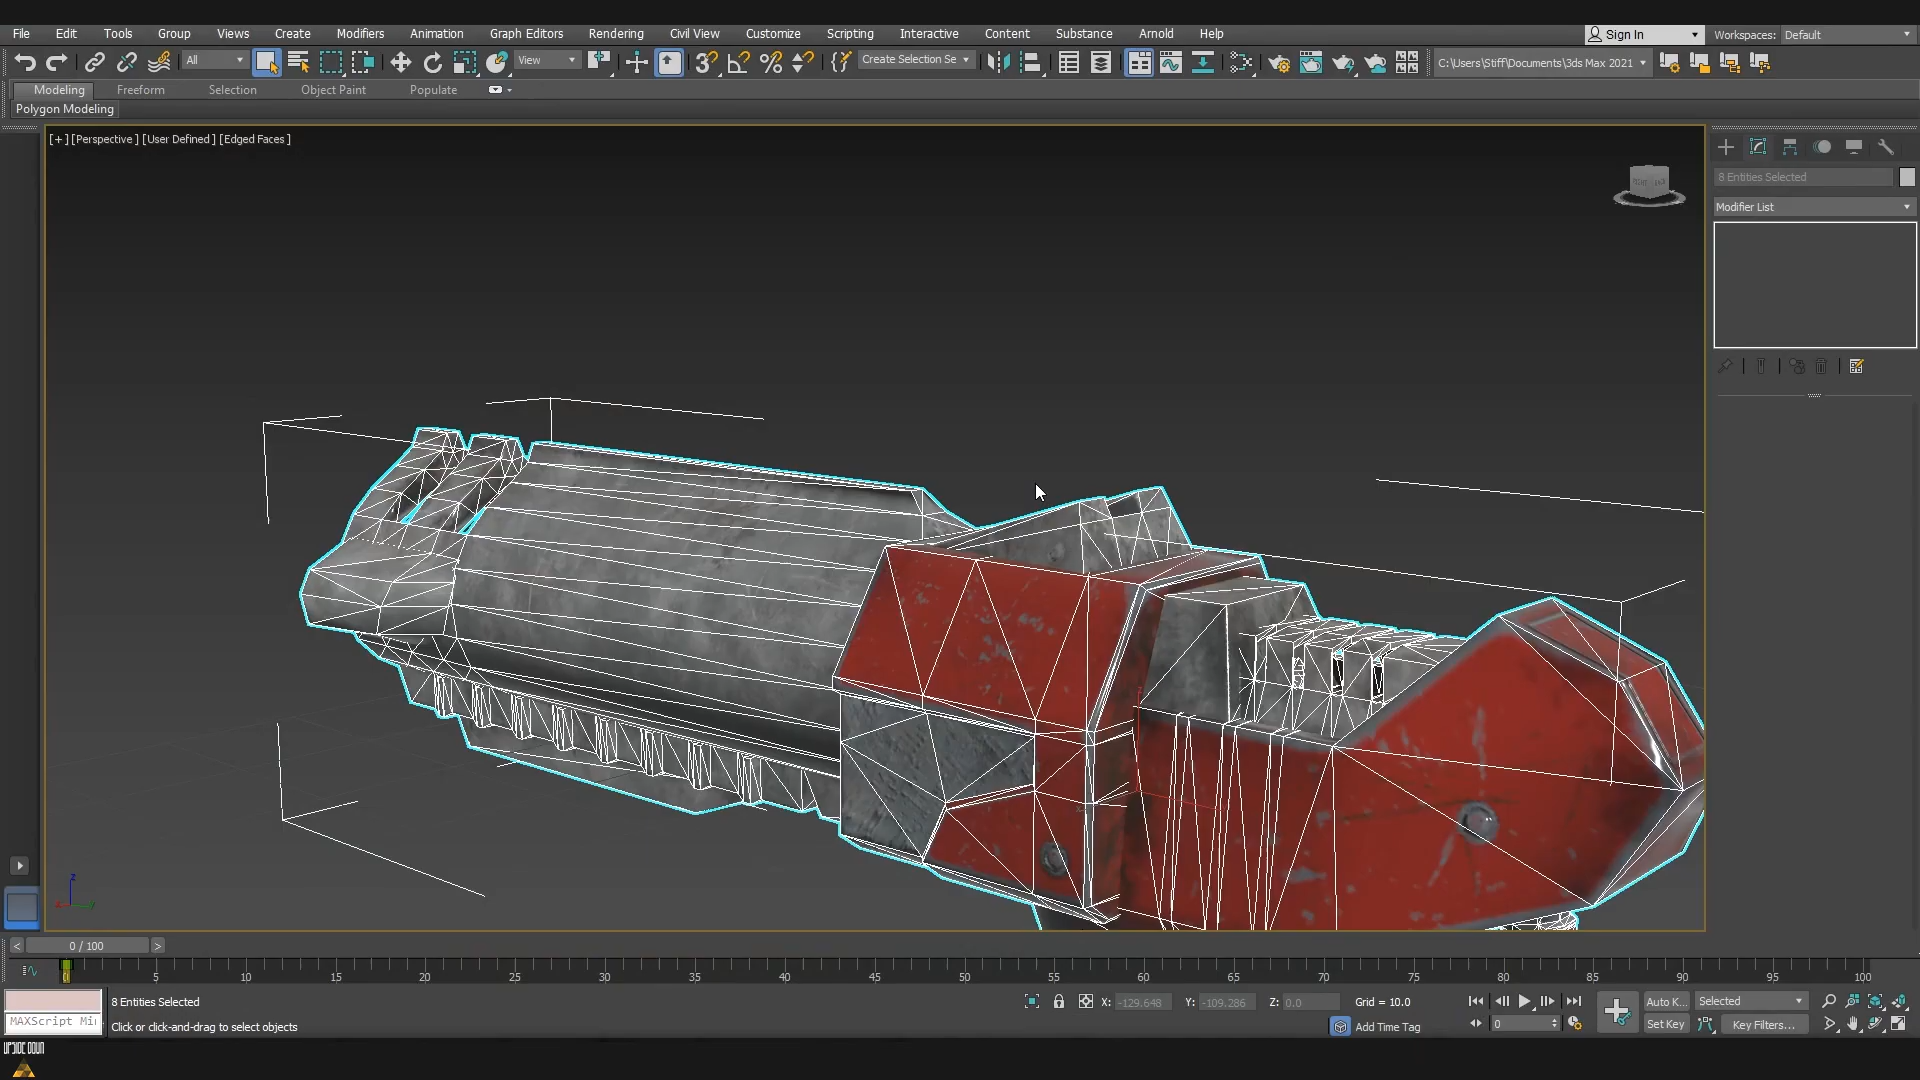 File Edit Tools Group Views Create Modifiers Animation Graph Editors Rendering Civil View Customize Scripting Interactive Content Substance Arnold Help Sign In Workspaces: Default
All View Create Selection Se C:\Users\Stiff\Documents\3ds Max 2021
Modeling Freeform Selection Object Paint Populate
Polygon Modeling
[+] [Perspective] [User Defined] [Edged Faces]
8 Entities Selected
Modifier List
z
x y
< 0 / 100 >
0 5 10 15 20 25 30 35 40 45 50 55 60 65 70 75 80 85 90 95 100
8 Entities Selected X: -129.648 Y: -109.286 Z: 0.0 Grid = 10.0 Auto K... Selected
MAXScript Mi Click or click-and-drag to select objects Add Time Tag 0 Set Key Key Filters...
UPSIDE DOWN